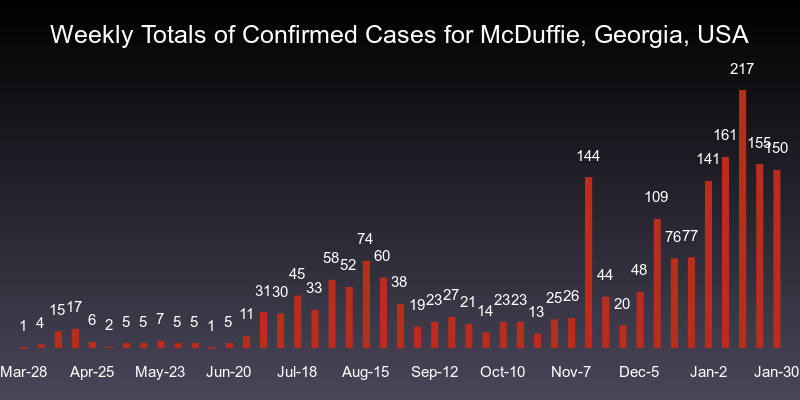 Weekly Totals of Confirmed Cases for McDuffie, Georgia, USA
1 4 15 17 6 2 5 5 7 5 5 1 5 11 31 30 45 33 58 52 74 60 38 19 23 27 21 14 23 23 13 25 26 144 44 20 48 109 76 77 141 161 217 155 150
Mar-28 Apr-25 May-23 Jun-20 Jul-18 Aug-15 Sep-12 Oct-10 Nov-7 Dec-5 Jan-2 Jan-30